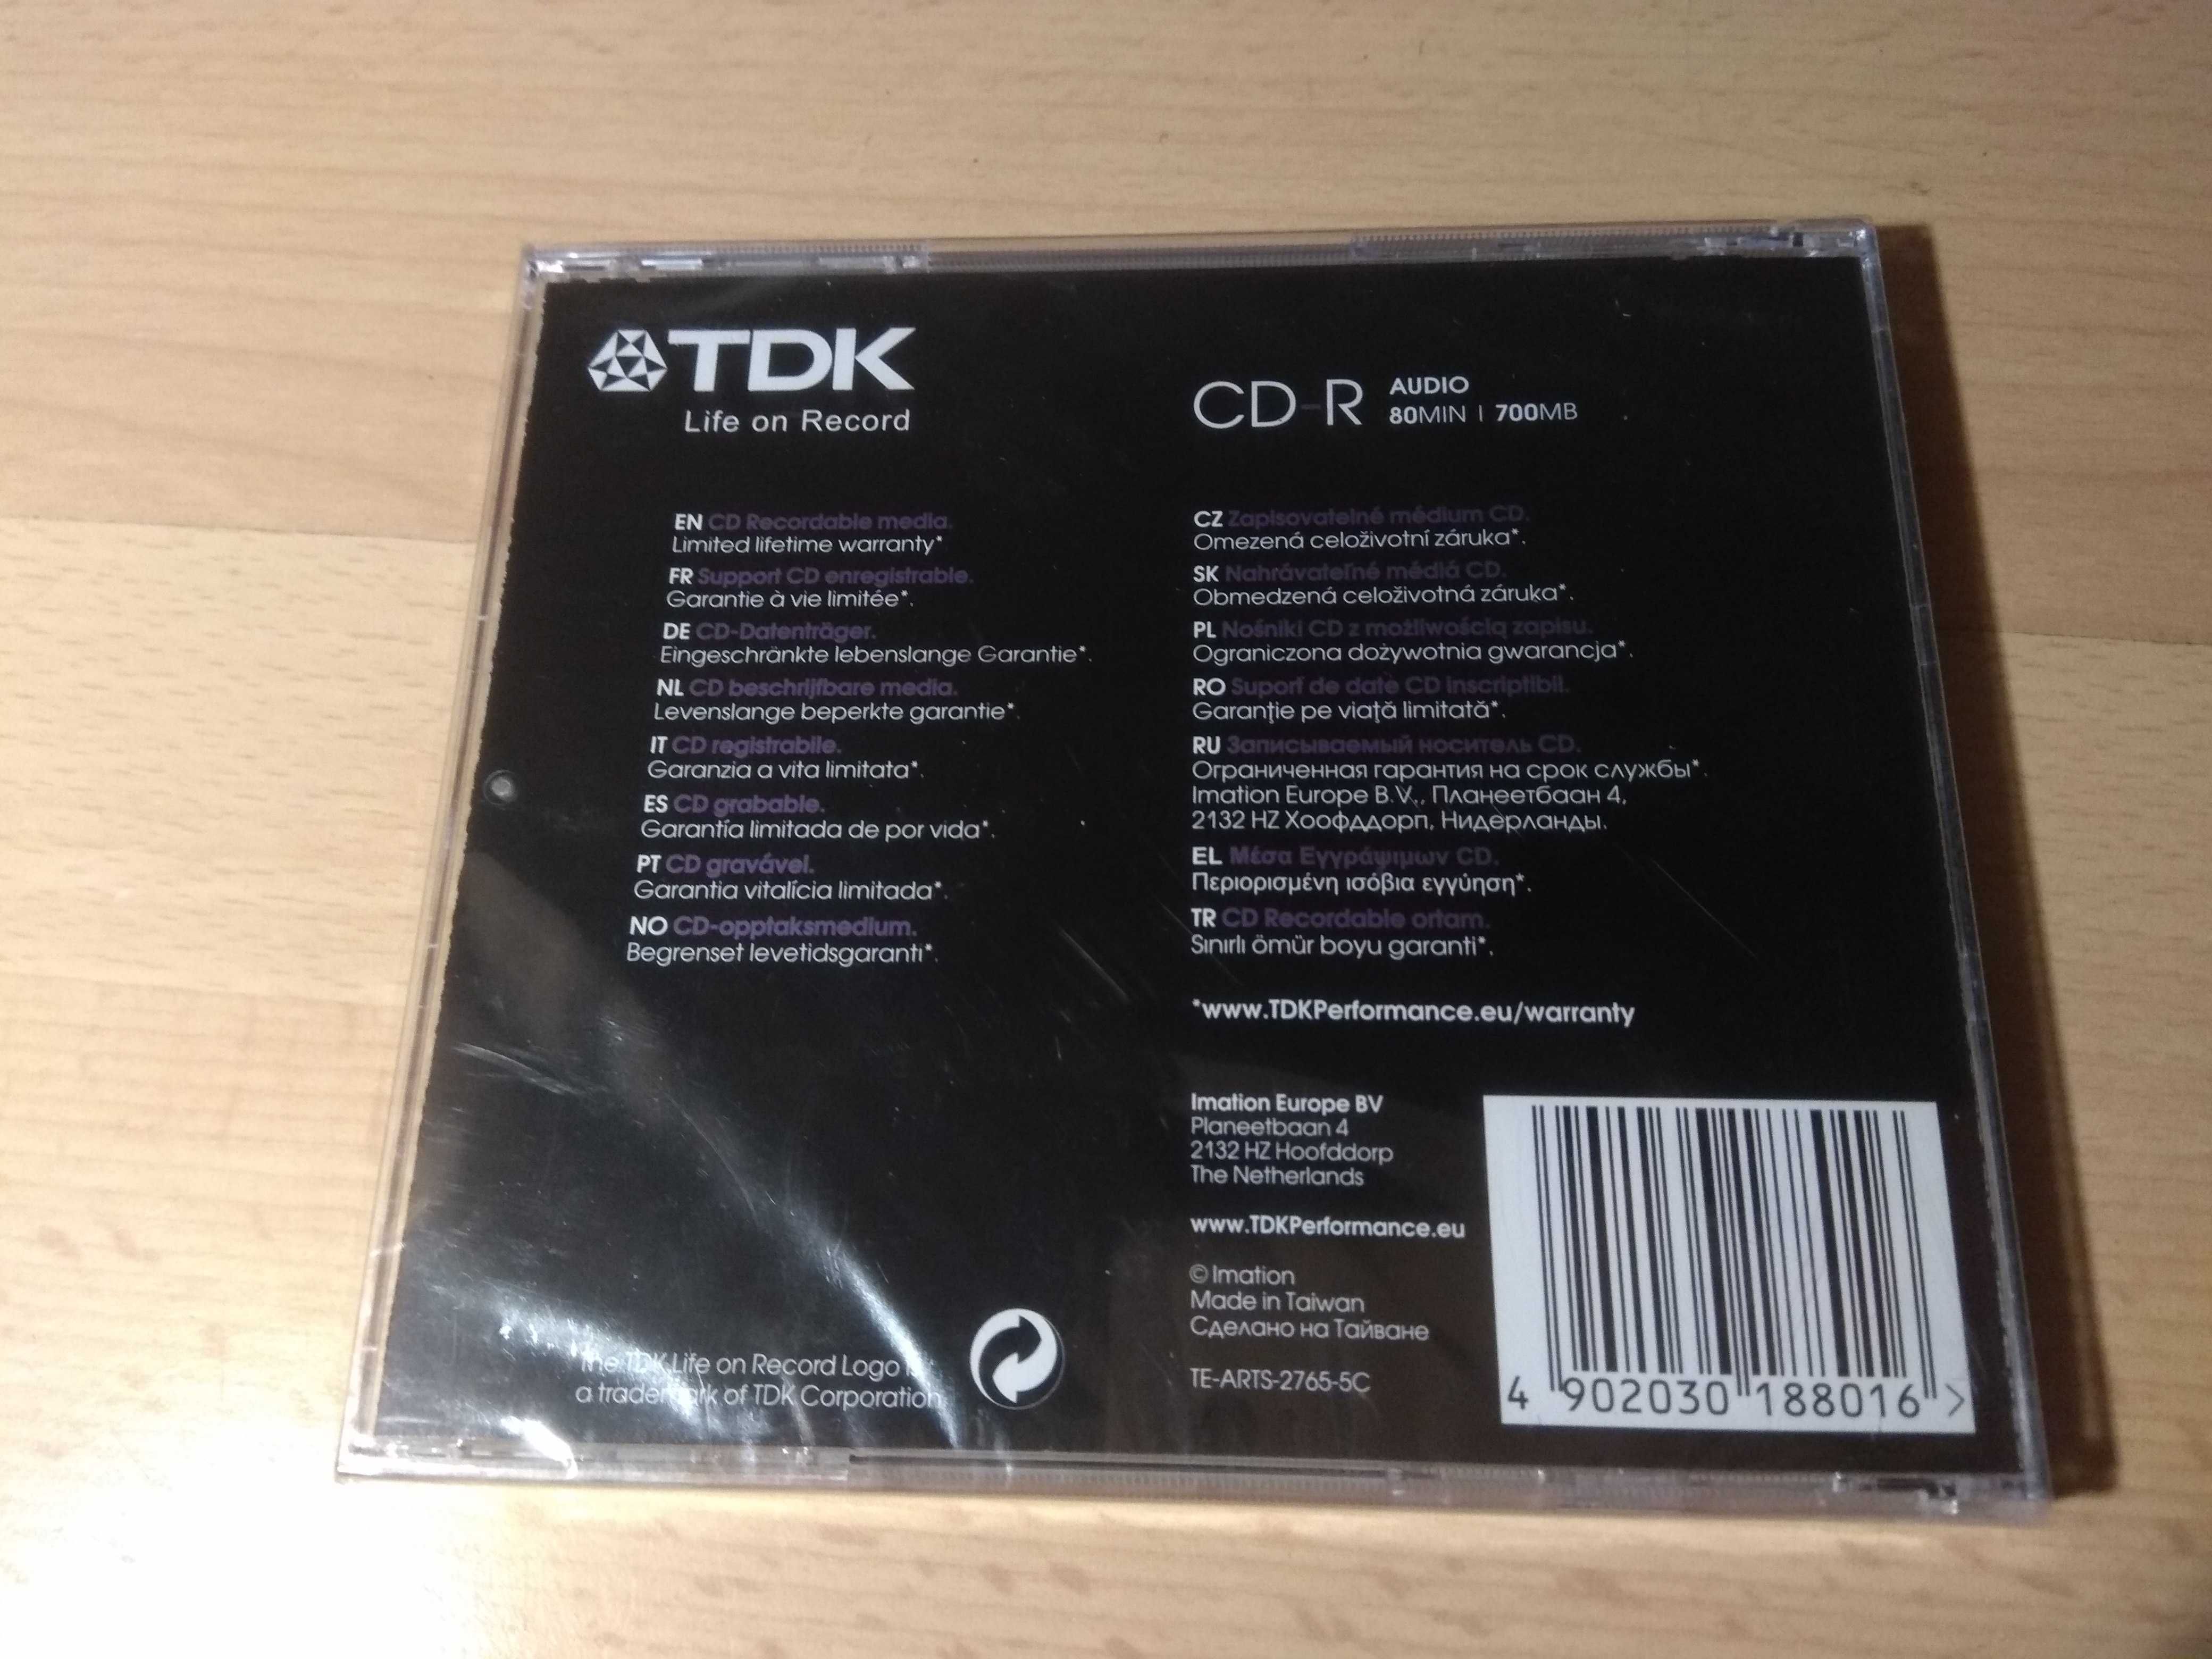 TDK
Life on Record
CD-R AUDIO
80MIN | 700MB
EN CD Recordable media.
Limited lifetime warranty*
FR Support CD enregistrable.
Garantie à vie limitée*.
DE CD-Datenträger.
Eingeschränkte lebenslange Garantie*.
NL CD beschrijfbare media.
Levenslange beperkte garantie*.
IT CD registrabile.
Garanzia a vita limitata*.
ES CD grabable.
Garantía limitada de por vida*.
PT CD gravável.
Garantia vitalícia limitada*.
NO CD-opptaksmedium.
Begrenset levetidsgaranti*.
CZ Zapisovatelné médium CD.
Omezená celoživotní záruka*.
SK Nahrávateľné médiá CD.
Obmedzená celoživotná záruka*.
PL Nośniki CD z możliwością zapisu.
Ograniczona dożywotnia gwarancja*.
RO Suport de date CD inscriptibil.
Garanţie pe viaţă limitată*.
RU Записываемый носитель CD.
Ограниченная гарантия на срок службы*.
Imation Europe B.V., Планеетбаан 4,
2132 HZ Хоофддорп, Нидерланды.
EL Μέσα Εγγράψιμων CD.
Περιορισμένη ισόβια εγγύηση*.
TR CD Recordable ortam.
Sınırlı ömür boyu garanti*.
*www.TDKPerformance.eu/warranty
Imation Europe BV
Planeetbaan 4
2132 HZ Hoofddorp
The Netherlands
www.TDKPerformance.eu
© Imation
Made in Taiwan
Сделано на Тайване
TE-ARTS-2765-5C
The TDK Life on Record Logo is
a trademark of TDK Corporation
4 902030 188016 >